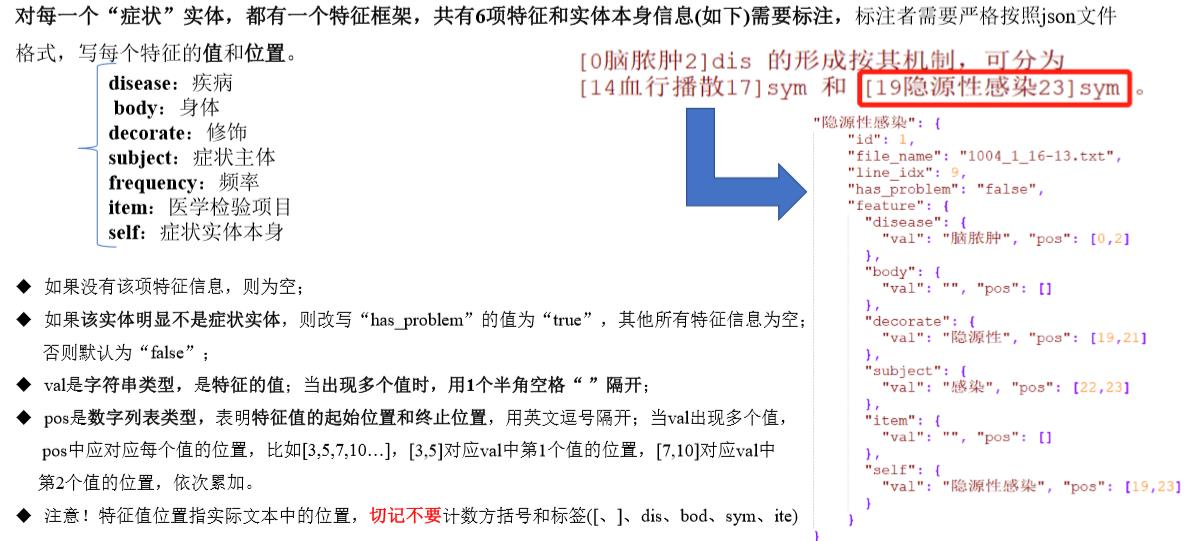 对每一个“症状”实体，都有一个特征框架，共有6项特征和实体本身信息(如下)需要标注，标注者需要严格按照json文件
格式，写每个特征的值和位置。
disease：疾病
body：身体
decorate：修饰
subject：症状主体
frequency：频率
item：医学检验项目
self：症状实体本身
[0脑脓肿2]dis 的形成按其机制，可分为
[14血行播散17]sym 和 [19隐源性感染23]sym 。
"隐源性感染": {
"id": 1,
"file_name": "1004_1_16-13.txt",
"line_idx": 9,
"has_problem": "false",
"feature": {
"disease": {
"val": "脑脓肿", "pos": [0,2]
},
"body": {
"val": "", "pos": []
},
"decorate": {
"val": "隐源性", "pos": [19,21]
},
"subject": {
"val": "感染", "pos": [22,23]
},
"item": {
"val": "", "pos": []
},
"self": {
"val": "隐源性感染", "pos": [19,23]
}
}
}
◆ 如果没有该项特征信息，则为空；
◆ 如果该实体明显不是症状实体，则改写“has_problem”的值为“true”，其他所有特征信息为空；
否则默认为“false”；
◆ val是字符串类型，是特征的值；当出现多个值时，用1个半角空格“ ”隔开；
◆ pos是数字列表类型，表明特征值的起始位置和终止位置，用英文逗号隔开；当val出现多个值，
pos中应对应每个值的位置，比如[3,5,7,10…]，[3,5]对应val中第1个值的位置，[7,10]对应val中
第2个值的位置，依次累加。
◆ 注意！特征值位置指实际文本中的位置，切记不要计数方括号和标签([、]、dis、bod、sym、ite)